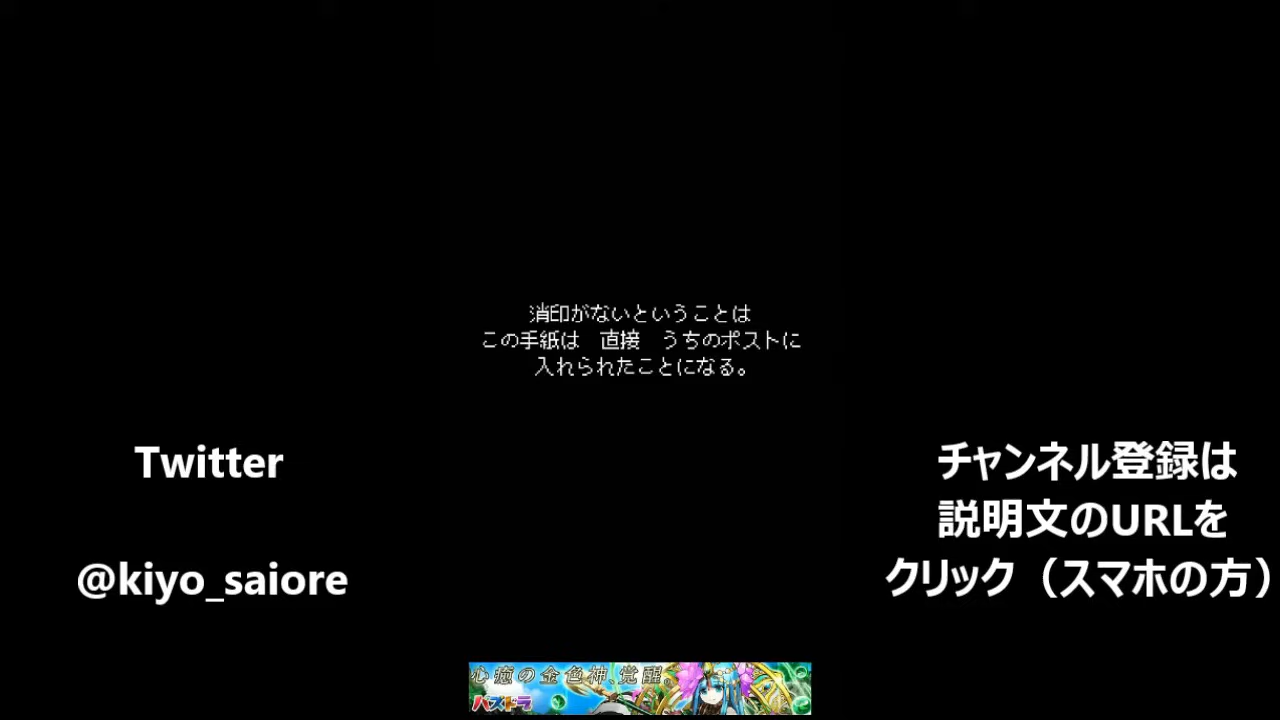 消印がないということは
この手紙は　直接　うちのポストに
入れられたことになる。
Twitter
@kiyo_saiore
チャンネル登録は
説明文のURLを
クリック（スマホの方）
心癒の金色神、覚醒。
パズドラ